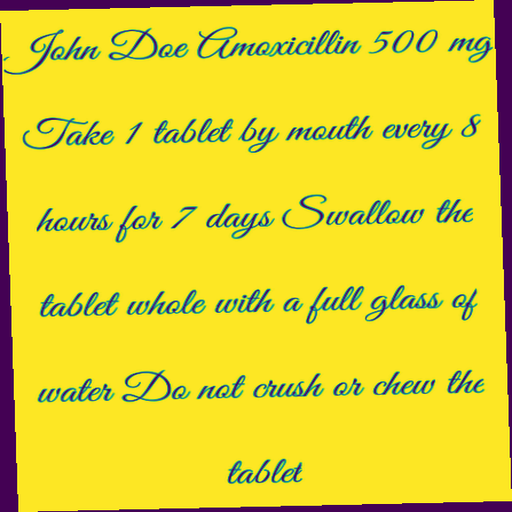 John Doe Amoxicillin 500 mg
Take 1 tablet by mouth every 8
hours for 7 days Swallow the
tablet whole with a full glass of
water Do not crush or chew the
tablet